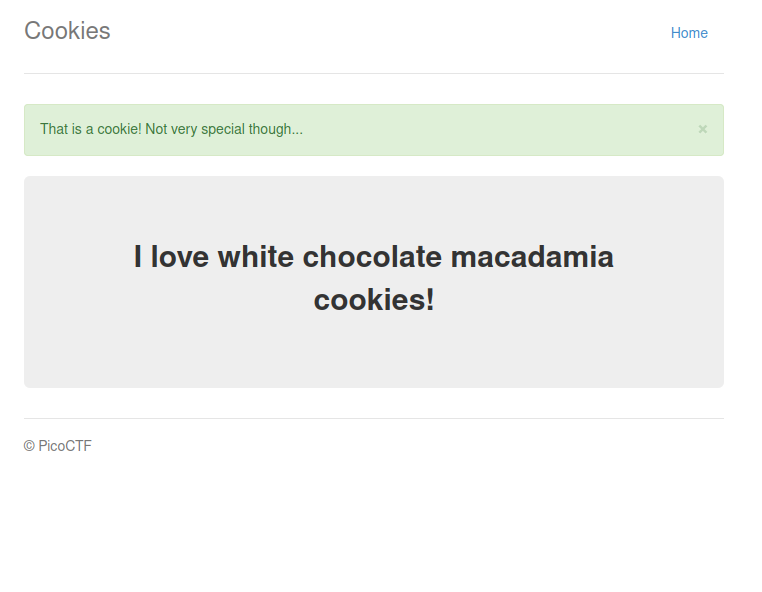 Cookies
Home
That is a cookie! Not very special though...
×
I love white chocolate macadamia
cookies!
© PicoCTF